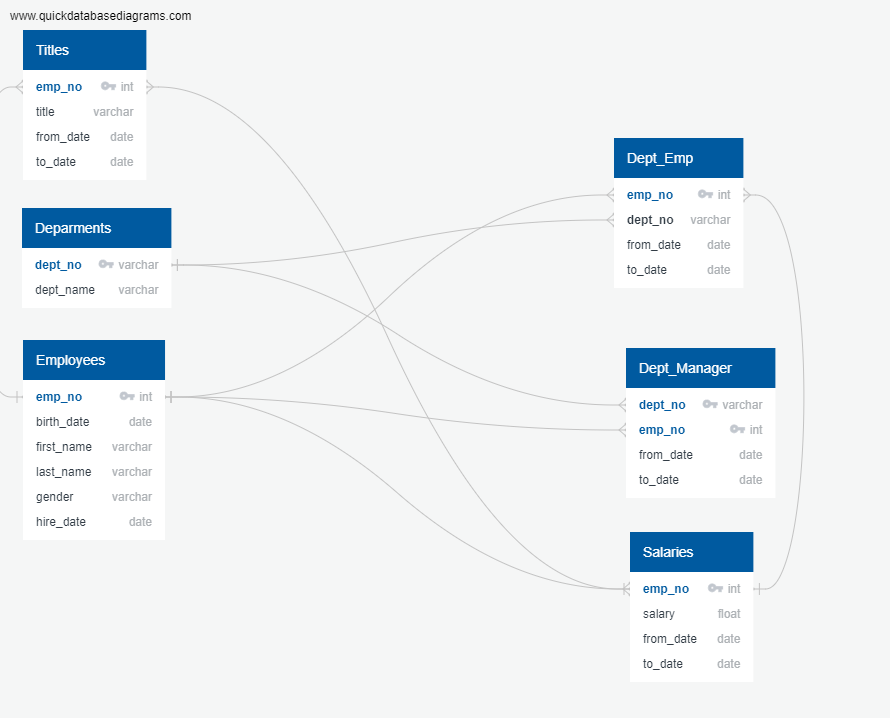 www.quickdatabasediagrams.com
Titles
emp_no int
title varchar
from_date date
to_date date
Deparments
dept_no varchar
dept_name varchar
Employees
emp_no int
birth_date date
first_name varchar
last_name varchar
gender varchar
hire_date date
Dept_Emp
emp_no int
dept_no varchar
from_date date
to_date date
Dept_Manager
dept_no varchar
emp_no int
from_date date
to_date date
Salaries
emp_no int
salary float
from_date date
to_date date